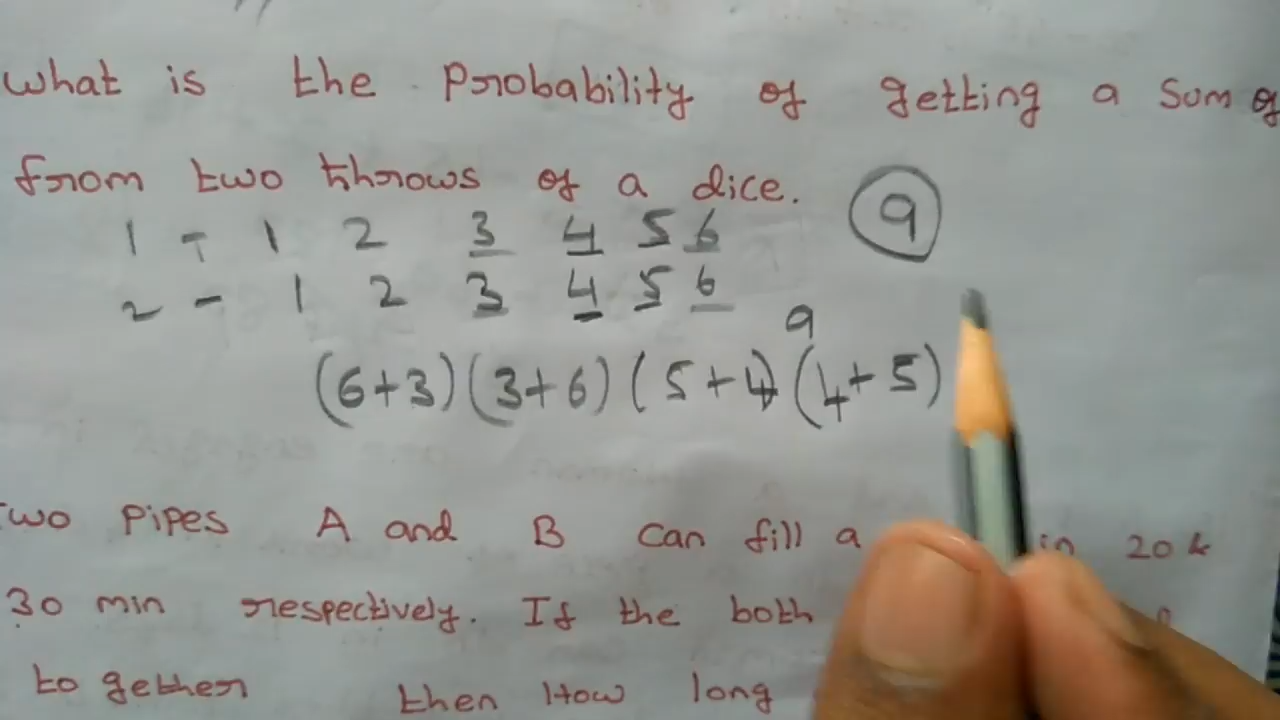 What is the Probability of getting a Sum of
from two throws of a dice. 9
1 - 1 2 3 4 5 6
2 - 1 2 3 4 5 6
9
(6+3) (3+6) (5+4) (4+5)
two Pipes A and B can fill a in 20 &
30 min respectively. If the both
to gether then How long